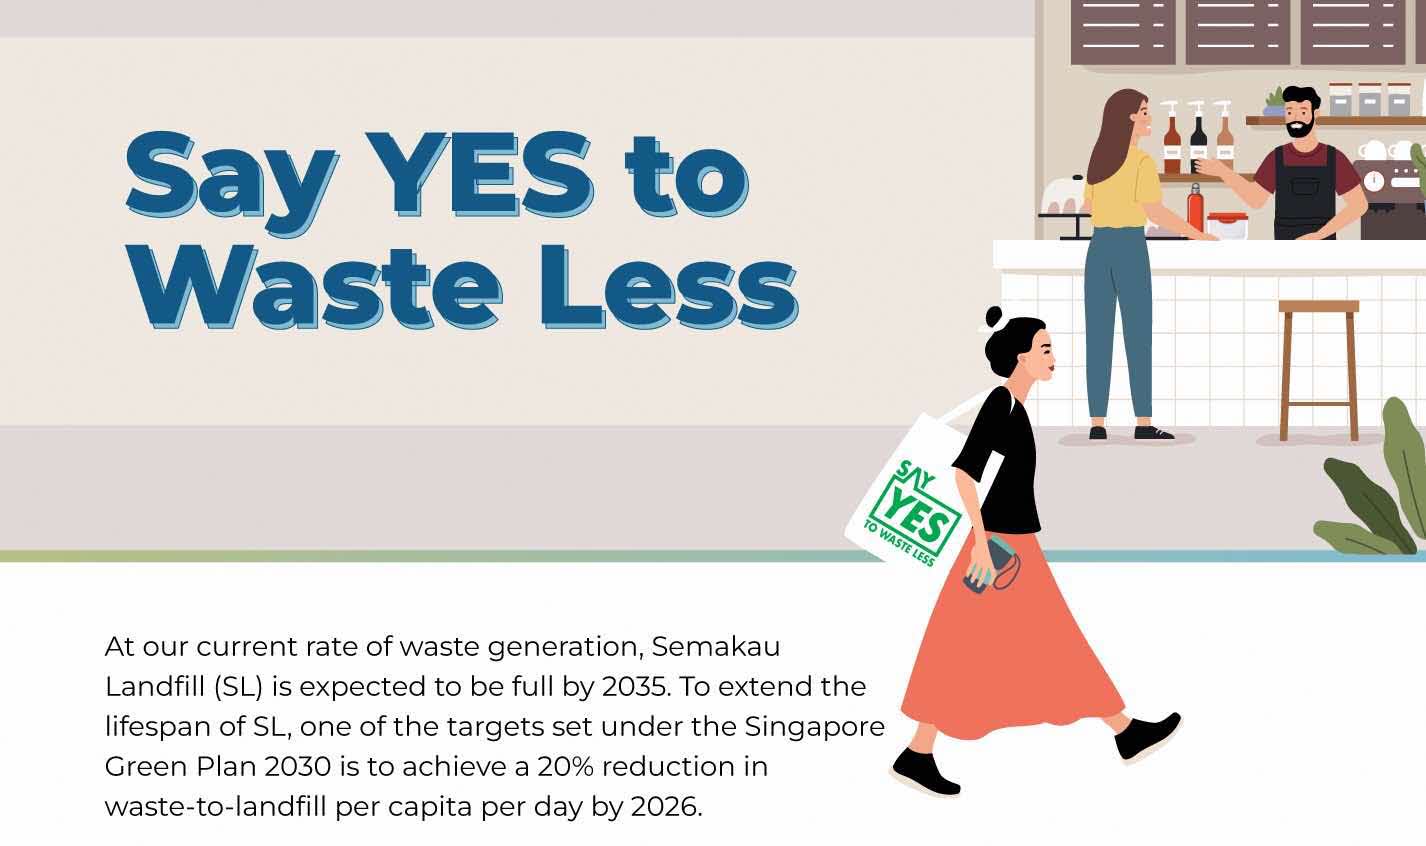 Say YES to
Waste Less
SAY
YES
TO WASTE LESS
At our current rate of waste generation, Semakau
Landfill (SL) is expected to be full by 2035. To extend the
lifespan of SL, one of the targets set under the Singapore
Green Plan 2030 is to achieve a 20% reduction in
waste-to-landfill per capita per day by 2026.